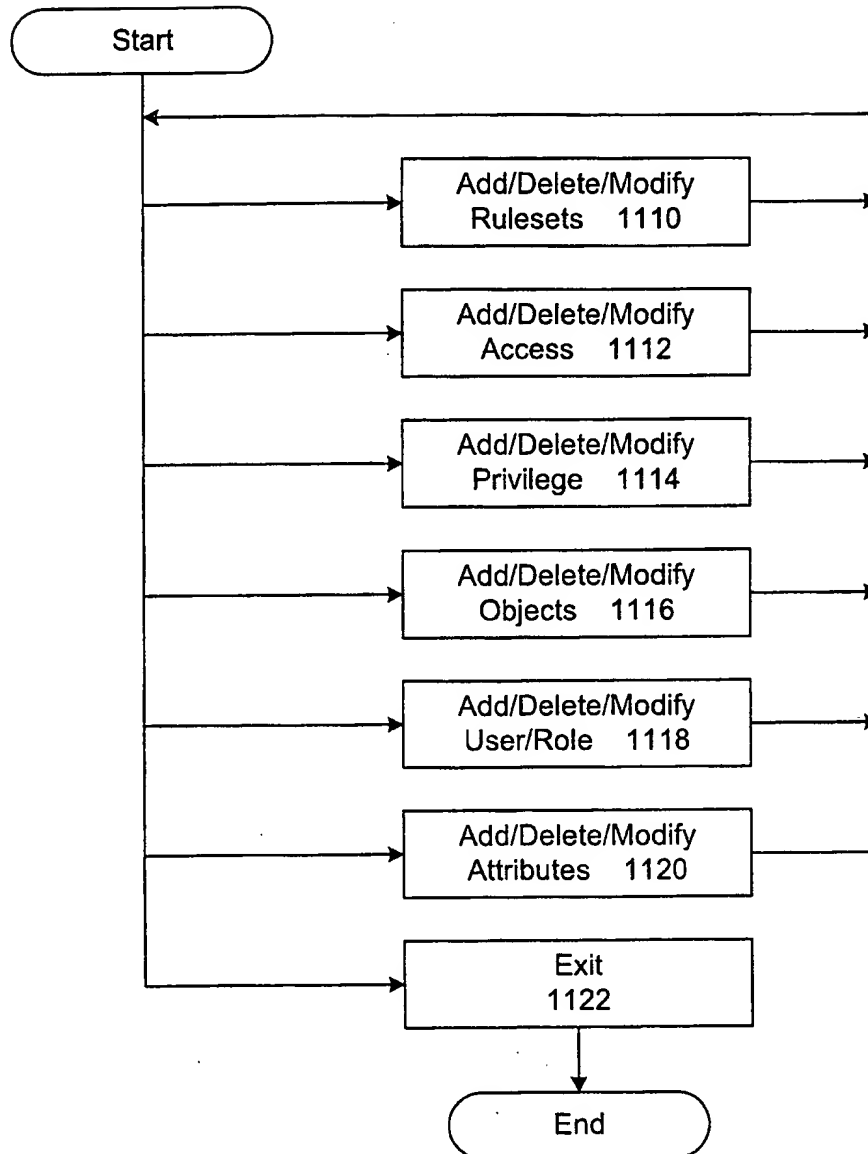 Start
Add/Delete/Modify
Rulesets 1110
Add/Delete/Modify
Access 1112
Add/Delete/Modify
Privilege 1114
Add/Delete/Modify
Objects 1116
Add/Delete/Modify
User/Role 1118
Add/Delete/Modify
Attributes 1120
Exit
1122
End